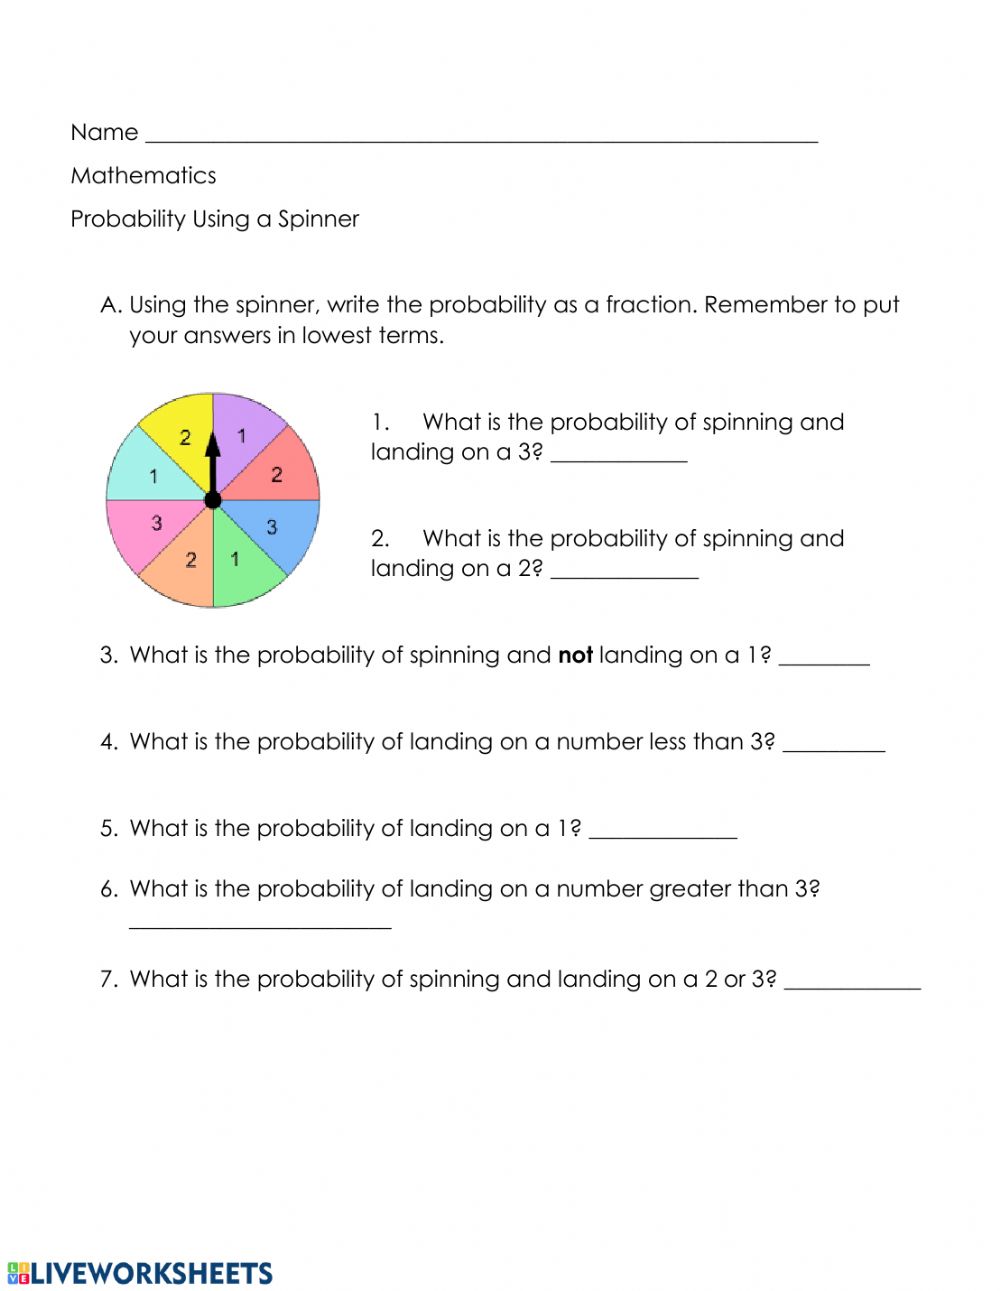 Name ____________________________________________
Mathematics
Probability Using a Spinner
A. Using the spinner, write the probability as a fraction. Remember to put
your answers in lowest terms.
2 1
1 2
3 3
2 1
1. What is the probability of spinning and
landing on a 3? ____________
2. What is the probability of spinning and
landing on a 2? _____________
3. What is the probability of spinning and not landing on a 1? ________
4. What is the probability of landing on a number less than 3? _________
5. What is the probability of landing on a 1? _____________
6. What is the probability of landing on a number greater than 3?
_______________________
7. What is the probability of spinning and landing on a 2 or 3? ____________
LIVE LIVEWORKSHEETS